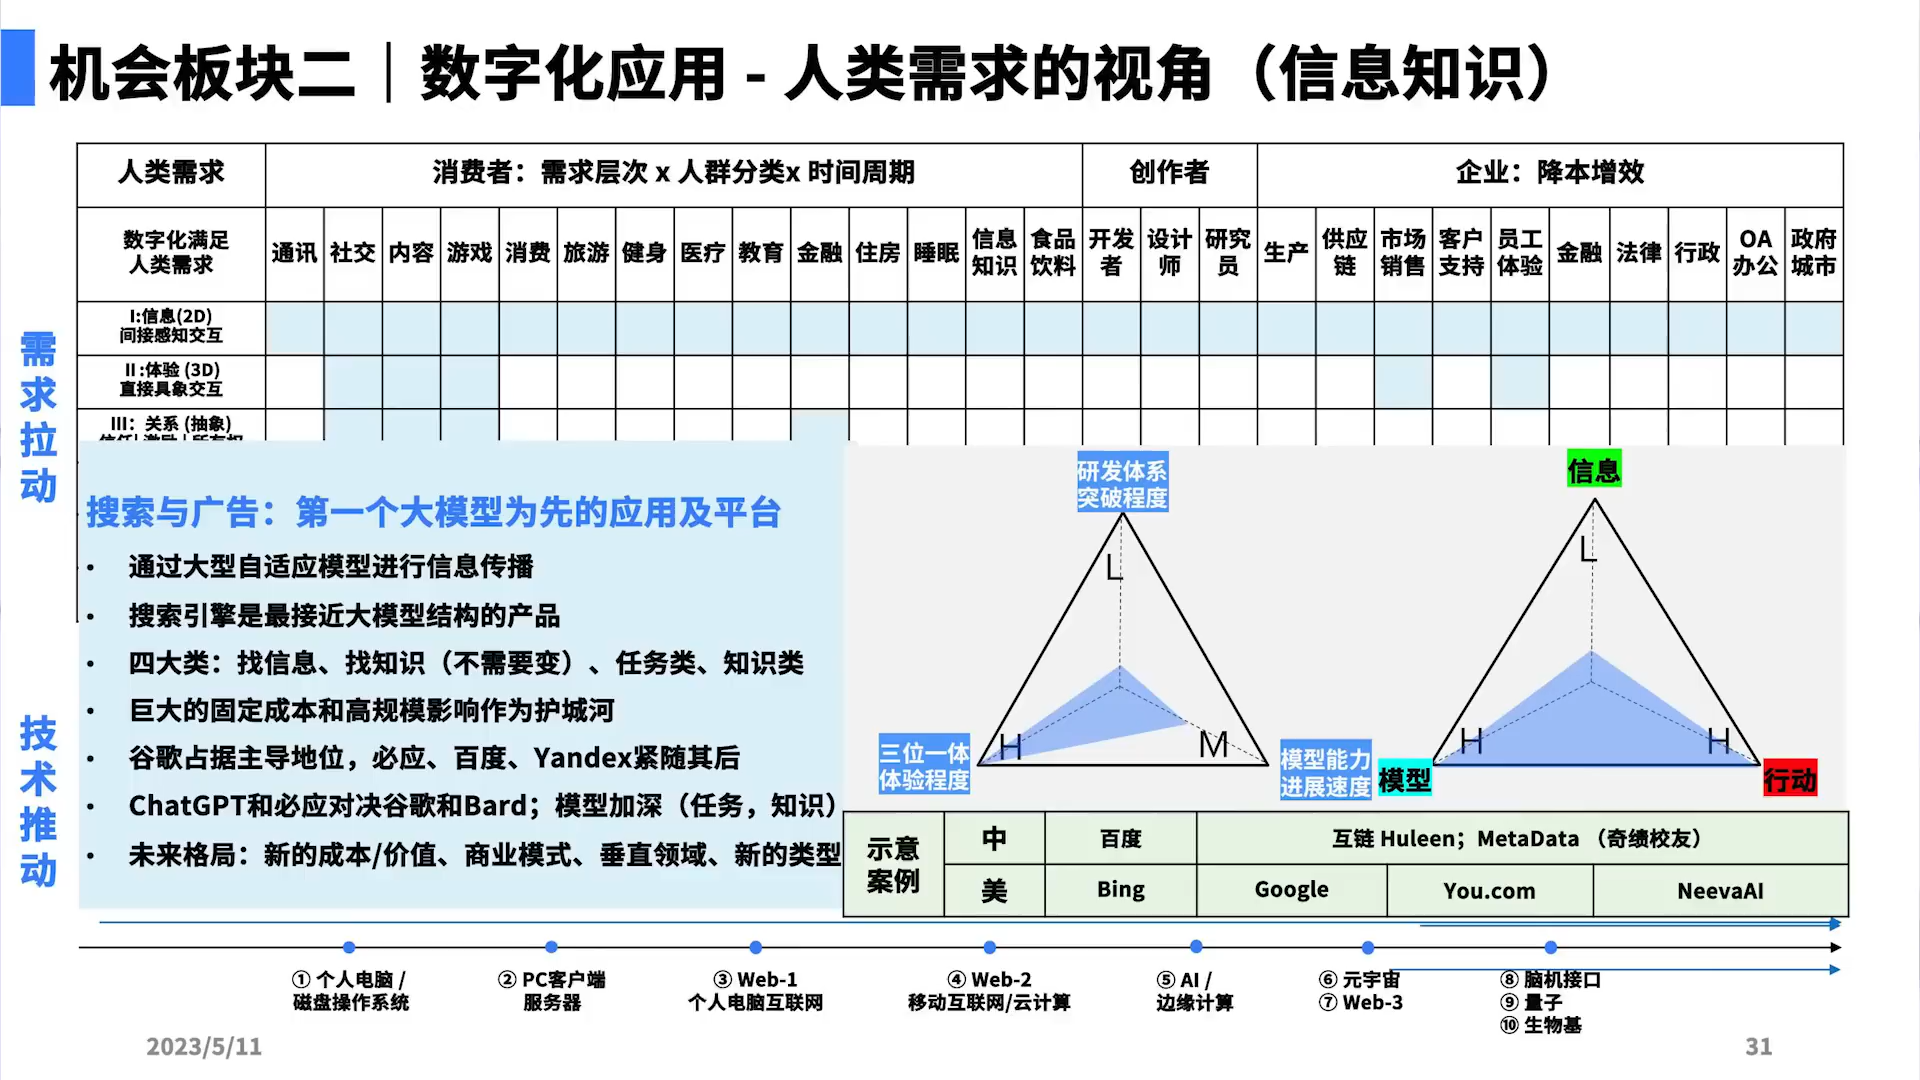 机会板块二｜数字化应用 - 人类需求的视角（信息知识）
人类需求
消费者：需求层次 x 人群分类x 时间周期
创作者
企业：降本增效
数字化满足
人类需求
通讯
社交
内容
游戏
消费
旅游
健身
医疗
教育
金融
住房
睡眠
信息
知识
食品
饮料
开发
者
设计
师
研究
员
生产
供应
链
市场
销售
客户
支持
员工
体验
金融
法律
行政
OA
办公
政府
城市
I:信息(2D)
间接感知交互
II:体验 (3D)
直接具象交互
III：关系 (抽象)
需求拉动
技术推动
搜索与广告：第一个大模型为先的应用及平台
• 通过大型自适应模型进行信息传播
• 搜索引擎是最接近大模型结构的产品
• 四大类：找信息、找知识（不需要变）、任务类、知识类
• 巨大的固定成本和高规模影响作为护城河
• 谷歌占据主导地位，必应、百度、Yandex紧随其后
• ChatGPT和必应对决谷歌和Bard；模型加深（任务，知识）
• 未来格局：新的成本/价值、商业模式、垂直领域、新的类型
研发体系
突破程度
L
H
M
三位一体
体验程度
模型能力
进展速度
信息
L
H
H
模型
行动
示意
案例
中
百度
互链 Huleen；MetaData （奇绩校友）
美
Bing
Google
You.com
NeevaAI
① 个人电脑 /
磁盘操作系统
② PC客户端
服务器
③ Web-1
个人电脑互联网
④ Web-2
移动互联网/云计算
⑤ AI /
边缘计算
⑥ 元宇宙
⑦ Web-3
⑧ 脑机接口
⑨ 量子
⑩ 生物基
2023/5/11
31